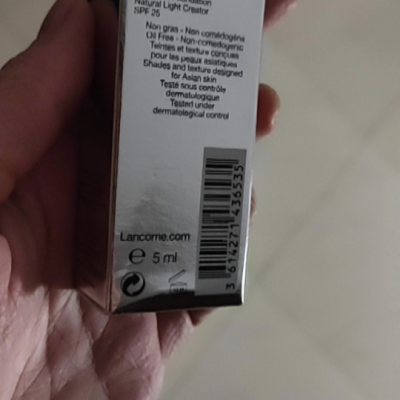 Natural Light Creator
SPF 25
Non gras - Non comédogène
Oil Free - Non-comedogenic
Teintes et texture conçues
pour les peaux asiatiques
Shades and texture designed
for Asian skin
Testé sous contrôle
dermatologique
Tested under
dermatological control
Lancome.com
e 5 ml
3 614271 436535